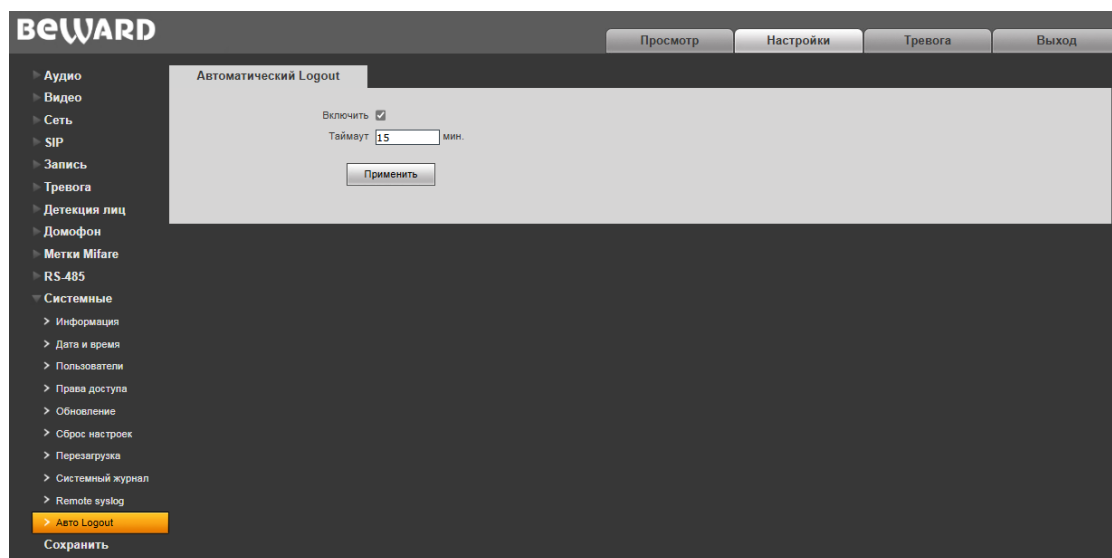 BEWARD
Просмотр
Настройки
Тревога
Выход
Аудио
Видео
Сеть
SIP
Запись
Тревога
Детекция лиц
Домофон
Метки Mifare
RS-485
Системные
Информация
Дата и время
Пользователи
Права доступа
Обновление
Сброс настроек
Перезагрузка
Системный журнал
Remote syslog
Авто Logout
Сохранить
Автоматический Logout
Включить
Таймаут 15 мин.
Применить